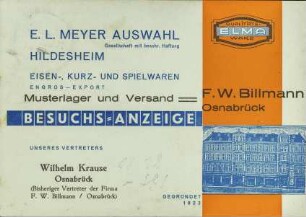 E. L. MEYER AUSWAHL
Gesellschaft mit beschr. Haftung
HILDESHEIM
EISEN-, KURZ- UND SPIELWAREN
ENGROS – EXPORT
Musterlager und Versand
F. W. Billmann
Osnabrück
BESUCHS-ANZEIGE
UNSERES VERTRETERS
Wilhelm Krause
Osnabrück
(Bisheriger Vertreter der Firma
F. W. Billmann / Osnabrück)
GEGRÜNDET
ELMA